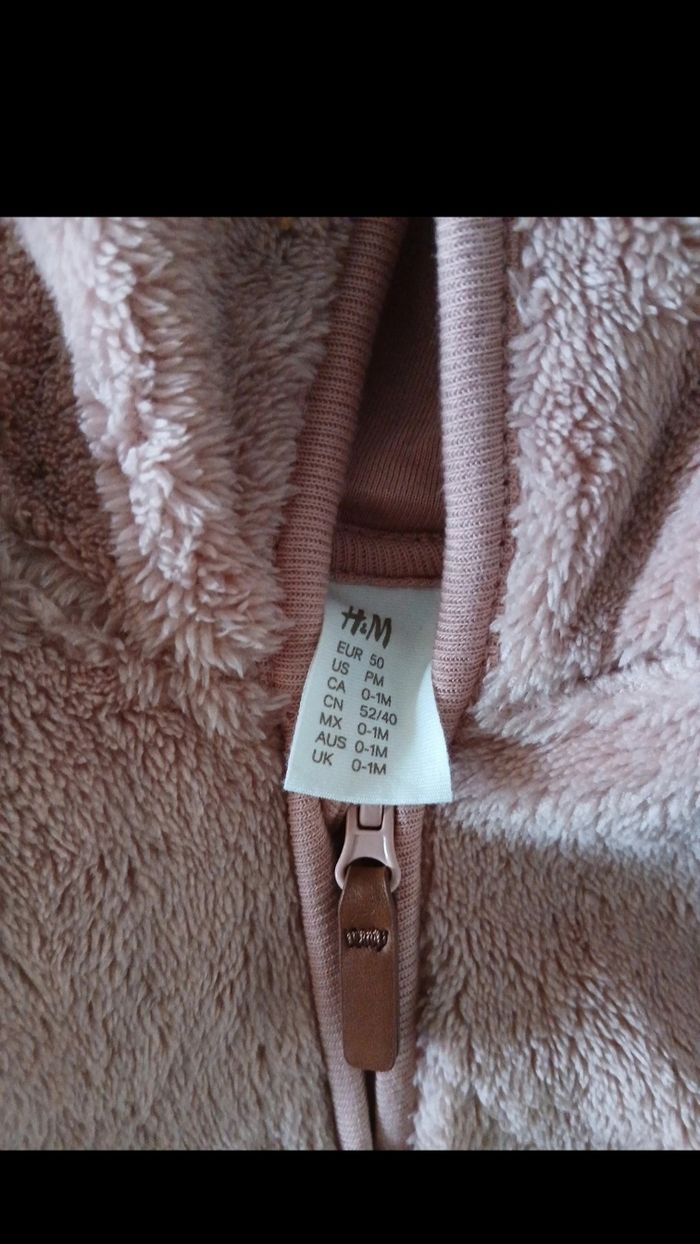 H&M
EUR 50
US PM
CA 0-1M
CN 52/40
MX 0-1M
AUS 0-1M
UK 0-1M